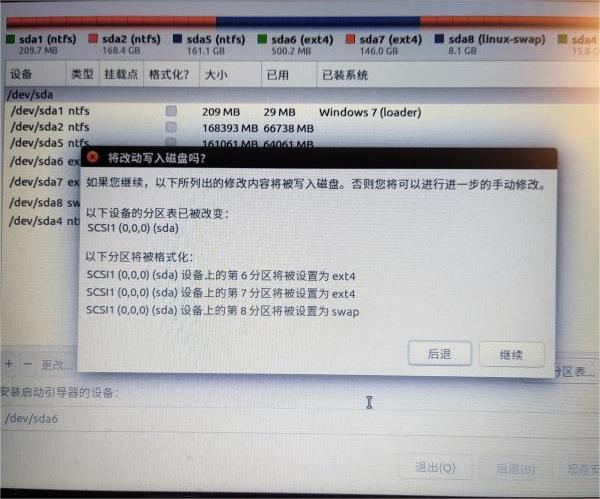 sda1 (ntfs) sda2 (ntfs) sda5 (ntfs) sda6 (ext4) sda7 (ext4) sda8 (linux-swap) sda4
209.7 MB 168.4 GB 161.1 GB 500.2 MB 146.0 GB 8.1 GB 15.8 G
设备 类型 挂载点 格式化? 大小 已用 已装系统
/dev/sda
/dev/sda1 ntfs 209 MB 29 MB Windows 7 (loader)
/dev/sda2 ntfs 168393 MB 66738 MB
/dev/sda5 ntfs 161061 MB 64061 MB
/dev/sda6 ex
/dev/sda7 ex
/dev/sda8 sw
/dev/sda4 nt
将改动写入磁盘吗?
如果您继续，以下所列出的修改内容将被写入磁盘。否则您将可以进行进一步的手动修改。
以下设备的分区表已被改变：
SCSI1 (0,0,0) (sda)
以下分区将被格式化：
SCSI1 (0,0,0) (sda) 设备上的第 6 分区将被设置为 ext4
SCSI1 (0,0,0) (sda) 设备上的第 7 分区将被设置为 ext4
SCSI1 (0,0,0) (sda) 设备上的第 8 分区将被设置为 swap
后退 继续
+ − 更改... 分区表...
安装启动引导器的设备：
/dev/sda6
退出(Q) 后退(B) 现在安